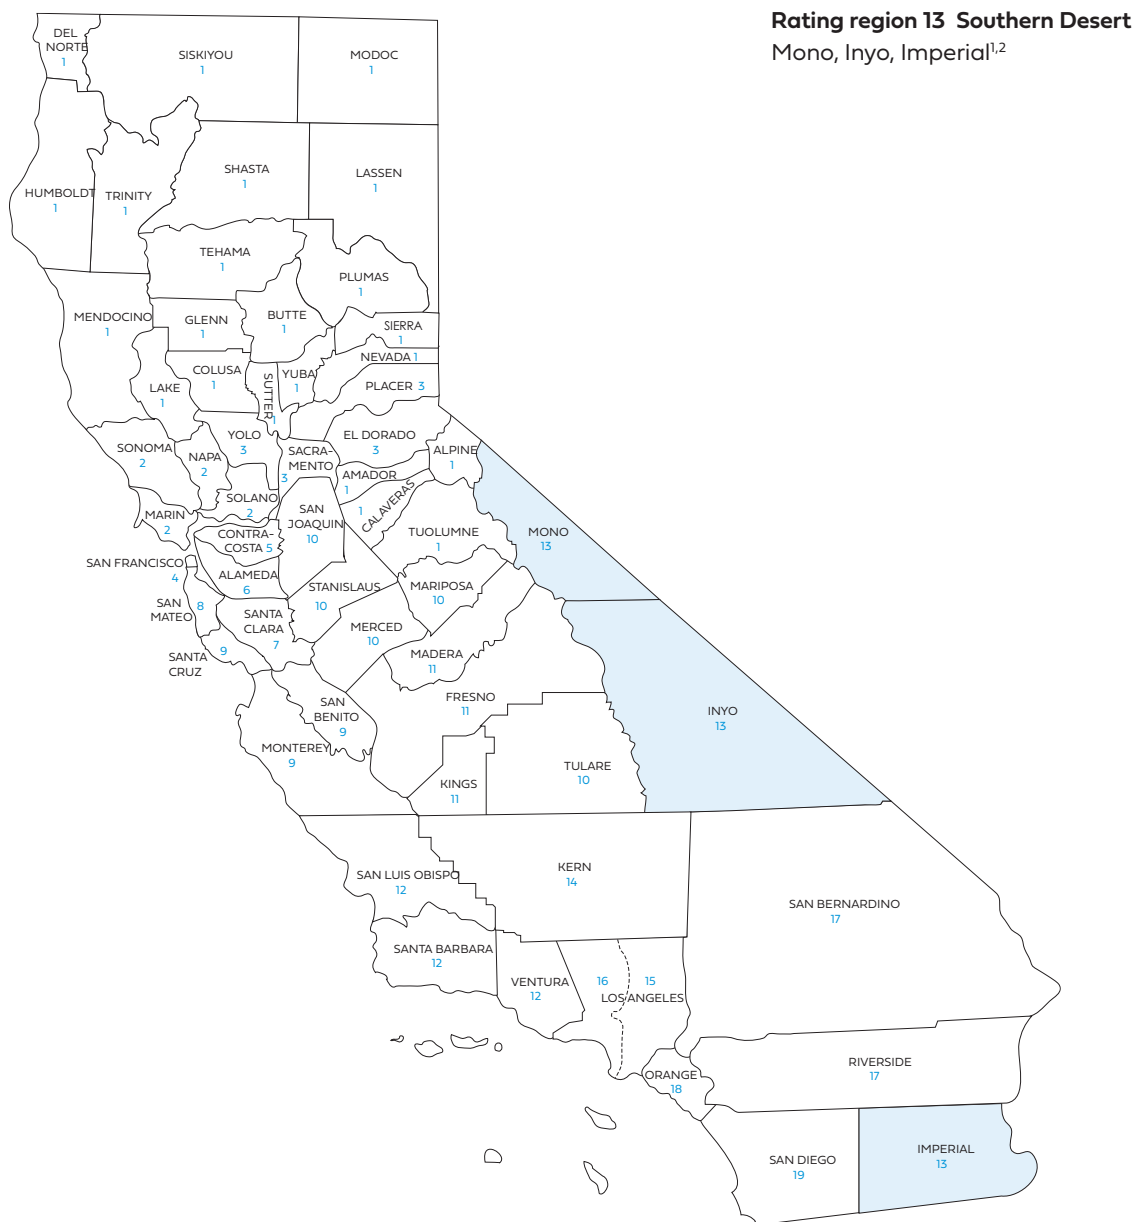 Rating region 13 Southern Desert
Mono, Inyo, Imperial1,2
DEL
NORTE
1
SISKIYOU
1
MODOC
1
HUMBOLDT
1
TRINITY
1
SHASTA
1
LASSEN
1
TEHAMA
1
PLUMAS
1
MENDOCINO
1
GLENN
1
BUTTE
1
SIERRA
1
NEVADA 1
COLUSA
1
SUTTER
1
YUBA
1
PLACER 3
LAKE
1
SONOMA
2
NAPA
2
YOLO
3
SACRA-
MENTO
3
EL DORADO
3
ALPINE
1
AMADOR
1
CALAVERAS
1
SOLANO
2
MARIN
2
SAN
JOAQUIN
10
TUOLUMNE
1
MONO
13
CONTRA-
COSTA 5
SAN FRANCISCO
4
ALAMEDA
6
STANISLAUS
10
MARIPOSA
10
SAN
MATEO
8
SANTA
CLARA
7
MERCED
10
SANTA
CRUZ
9
MADERA
11
FRESNO
11
SAN
BENITO
9
INYO
13
MONTEREY
9
KINGS
11
TULARE
10
SAN LUIS OBISPO
12
KERN
14
SAN BERNARDINO
17
SANTA BARBARA
12
VENTURA
12
16
15
LOS ANGELES
ORANGE
18
RIVERSIDE
17
SAN DIEGO
19
IMPERIAL
13